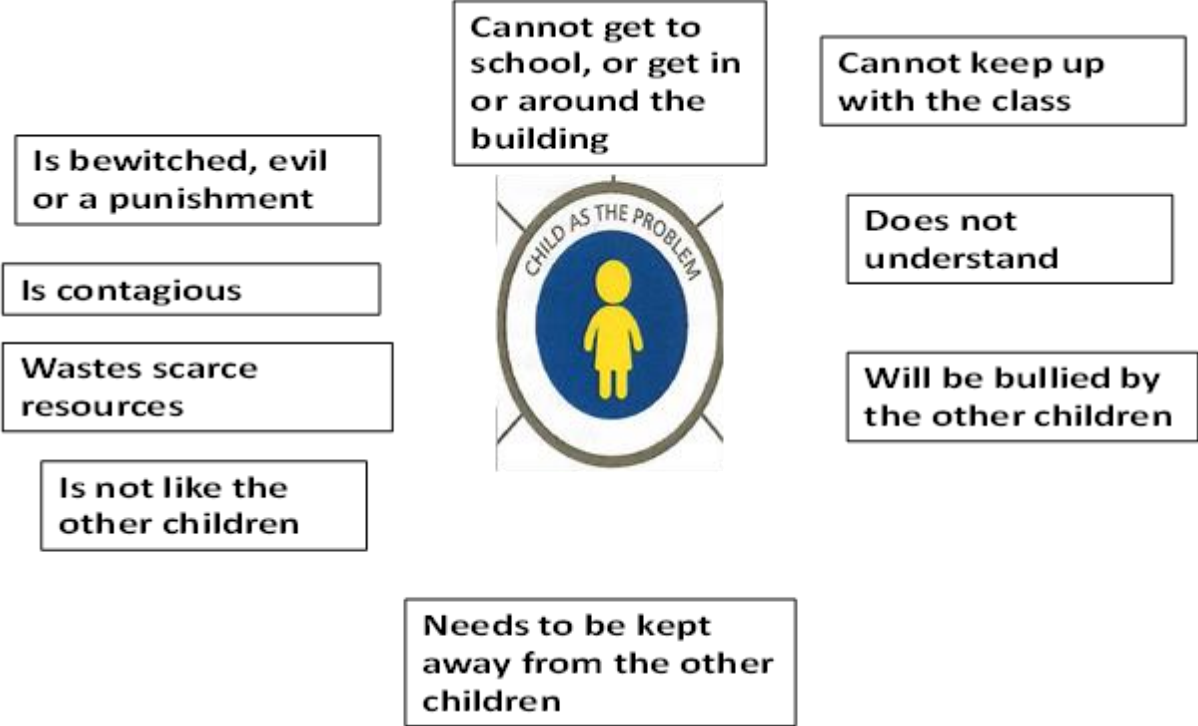 Cannot get to
school, or get in
or around the
building
Cannot keep up
with the class
Is bewitched, evil
or a punishment
CHILD AS THE PROBLEM
Does not
understand
Is contagious
Wastes scarce
resources
Will be bullied by
the other children
Is not like the
other children
Needs to be kept
away from the other
children